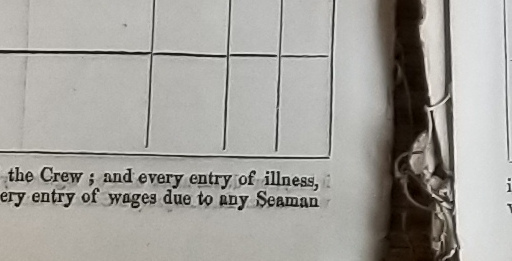 the Crew ; and every entry of illness,
ery entry of wages due to any Seaman